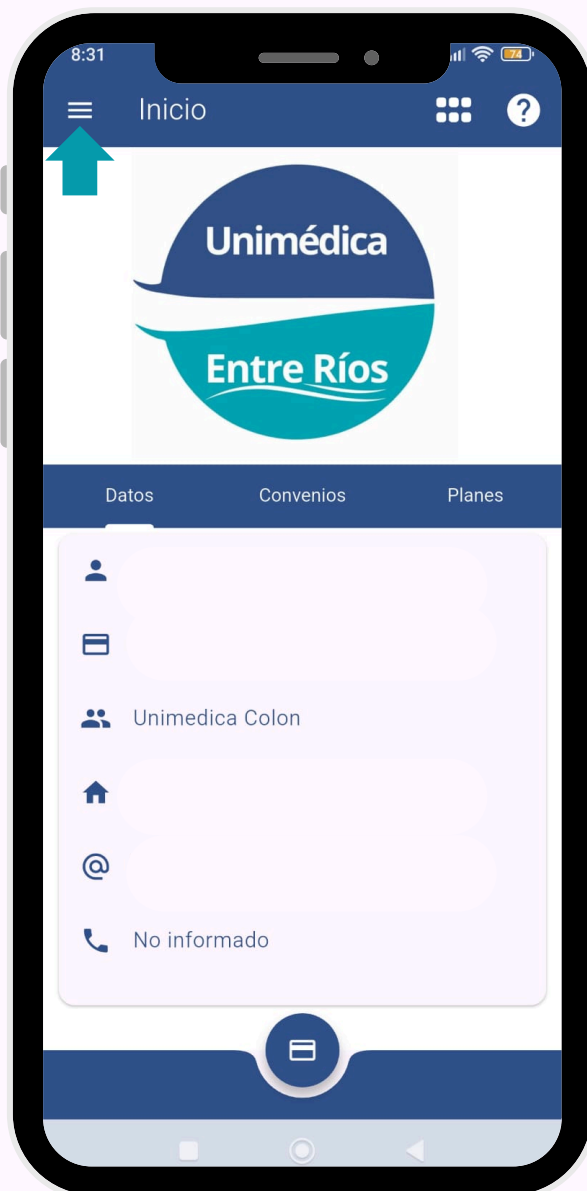 8:31
74
Inicio
?
Unimédica
Entre Ríos
Datos
Convenios
Planes
Unimedica Colon
@
No informado